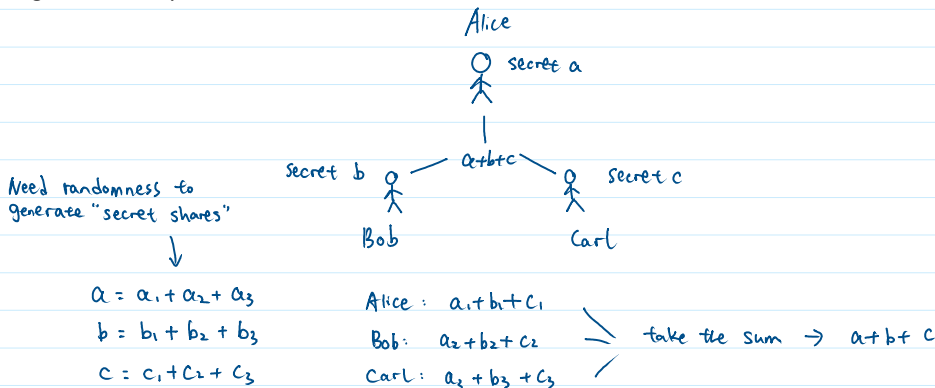 Alice
secret a
a+b+c
secret b
secret c
Need randomness to
generate "secret shares"
Bob
Carl
a = a₁ + a₂ + a₃
b = b₁ + b₂ + b₃
c = c₁ + c₂ + c₃
Alice : a₁+b₁+c₁
Bob: a₂+b₂+c₂
Carl: a₃ + b₃ + c₃
take the sum → a+b+c